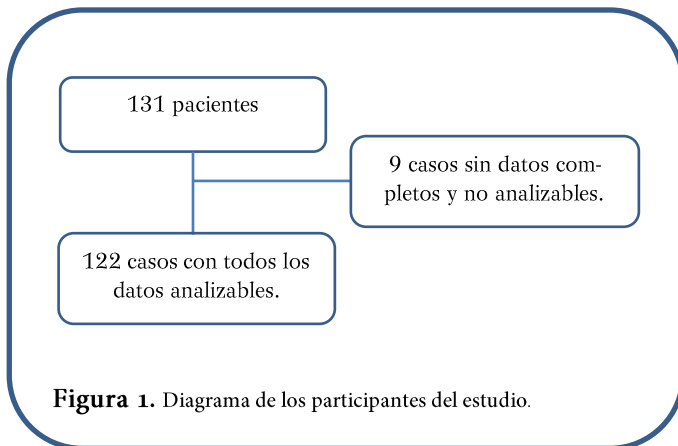 131 pacientes
9 casos sin datos com-
pletos y no analizables.
122 casos con todos los
datos analizables.
Figura 1. Diagrama de los participantes del estudio.